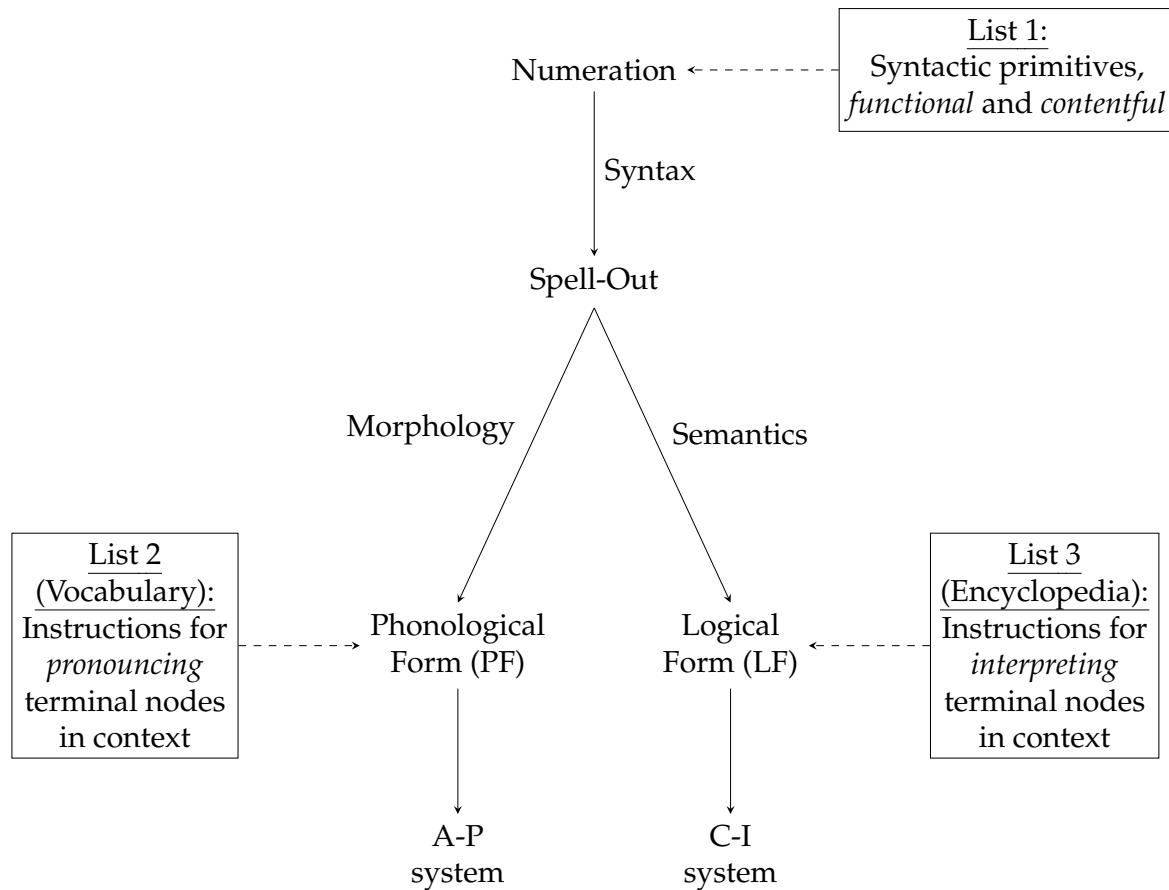 List 1:
Syntactic primitives,
functional and contentful
Numeration
Syntax
Spell-Out
Morphology
Semantics
List 2
(Vocabulary):
Instructions for
pronouncing
terminal nodes
in context
Phonological
Form (PF)
Logical
Form (LF)
List 3
(Encyclopedia):
Instructions for
interpreting
terminal nodes
in context
A-P
system
C-I
system